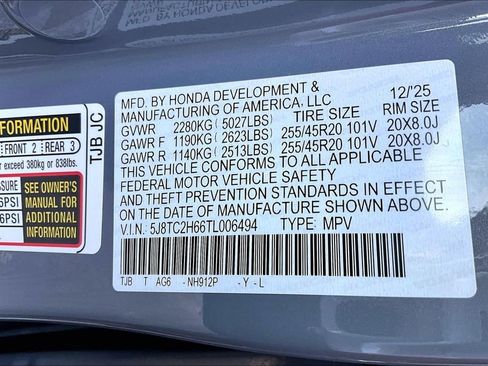 FORMATION
FRONT 2 REAR 3
r exceed 380kg or 838lbs.
SSURE
6PSI
6PSI
SEE OWNER'S
MANUAL FOR
ADDITIONAL
INFORMATION
TJB JC
MFD. BY HONDA DEVELOPMENT & 12/'25
MANUFACTURING OF AMERICA, LLC
GVWR 2280KG (5027LBS) TIRE SIZE RIM SIZE
GAWR F 1190KG (2623LBS) 255/45R20 101V 20X8.0J
GAWR R 1140KG (2513LBS) 255/45R20 101V 20X8.0J
THIS VEHICLE CONFORMS TO ALL APPLICABLE
FEDERAL MOTOR VEHICLE SAFETY
AND THEFT PREVENTION STANDARDS IN EFFECT
ON THE DATE OF MANUFACTURE SHOWN ABOVE.
V.I.N.: 5J8TC2H66TL006494 TYPE: MPV
TJB T AG6 -NH912P -Y-L